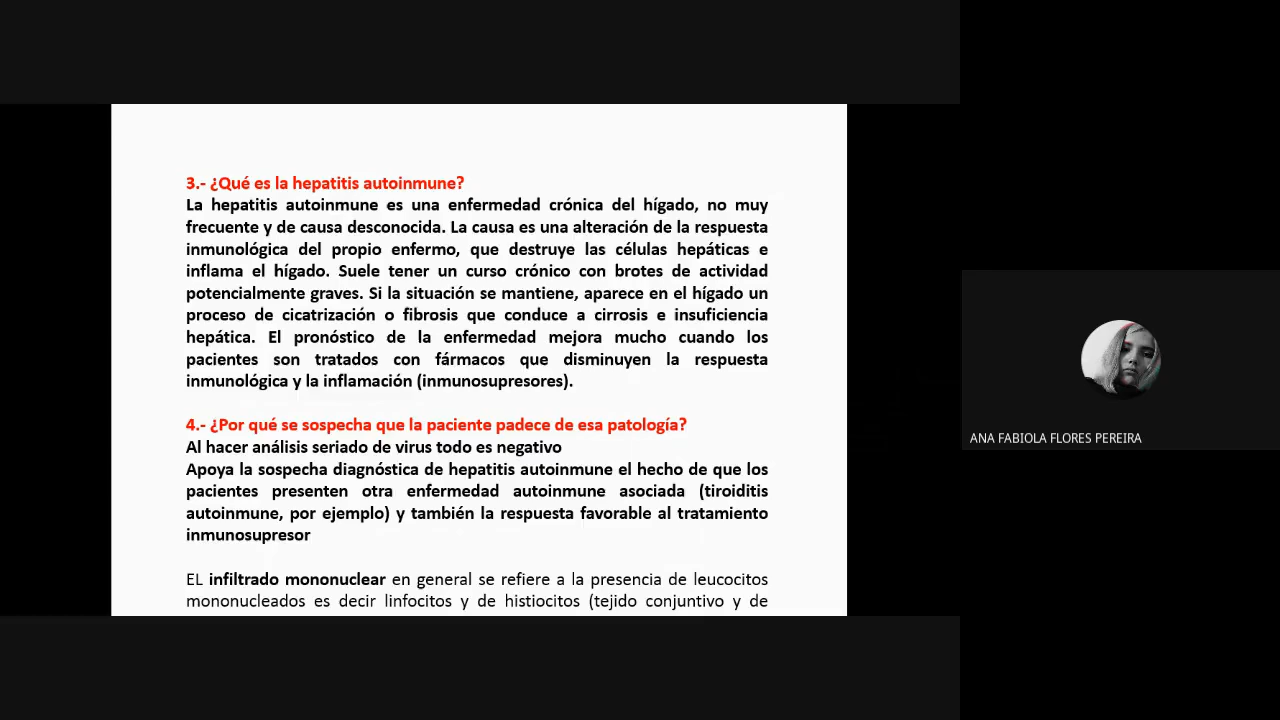 3.- ¿Qué es la hepatitis autoinmune?
La hepatitis autoinmune es una enfermedad crónica del hígado, no muy
frecuente y de causa desconocida. La causa es una alteración de la respuesta
inmunológica del propio enfermo, que destruye las células hepáticas e
inflama el hígado. Suele tener un curso crónico con brotes de actividad
potencialmente graves. Si la situación se mantiene, aparece en el hígado un
proceso de cicatrización o fibrosis que conduce a cirrosis e insuficiencia
hepática. El pronóstico de la enfermedad mejora mucho cuando los
pacientes son tratados con fármacos que disminuyen la respuesta
inmunológica y la inflamación (inmunosupresores).
4.- ¿Por qué se sospecha que la paciente padece de esa patología?
Al hacer análisis seriado de virus todo es negativo
Apoya la sospecha diagnóstica de hepatitis autoinmune el hecho de que los
pacientes presenten otra enfermedad autoinmune asociada (tiroiditis
autoinmune, por ejemplo) y también la respuesta favorable al tratamiento
inmunosupresor
EL infiltrado mononuclear en general se refiere a la presencia de leucocitos
mononucleados es decir linfocitos y de histiocitos (tejido conjuntivo y de
ANA FABIOLA FLORES PEREIRA